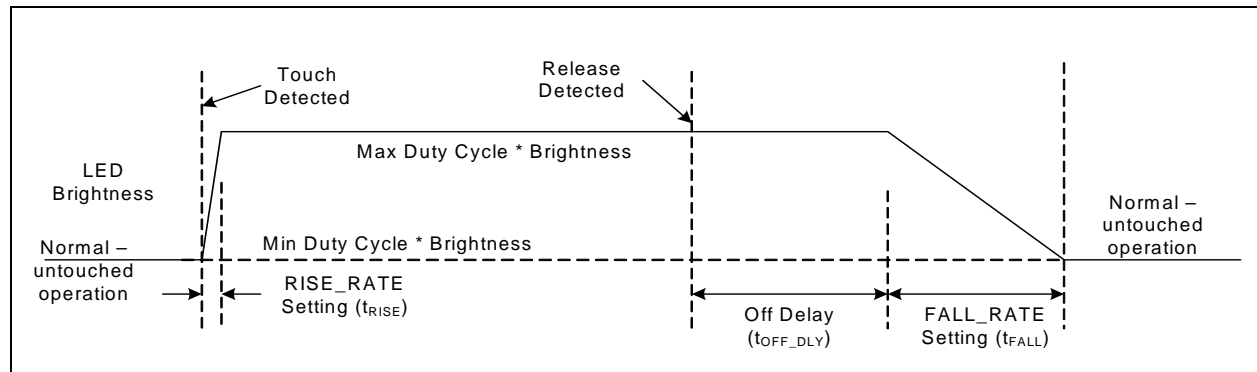 Touch
Detected
Release
Detected
Max Duty Cycle * Brightness
LED
Brightness
Normal –
untouched
operation
Min Duty Cycle * Brightness
Normal –
untouched
operation
RISE_RATE
Setting (tRISE)
Off Delay
(tOFF_DLY)
FALL_RATE
Setting (tFALL)